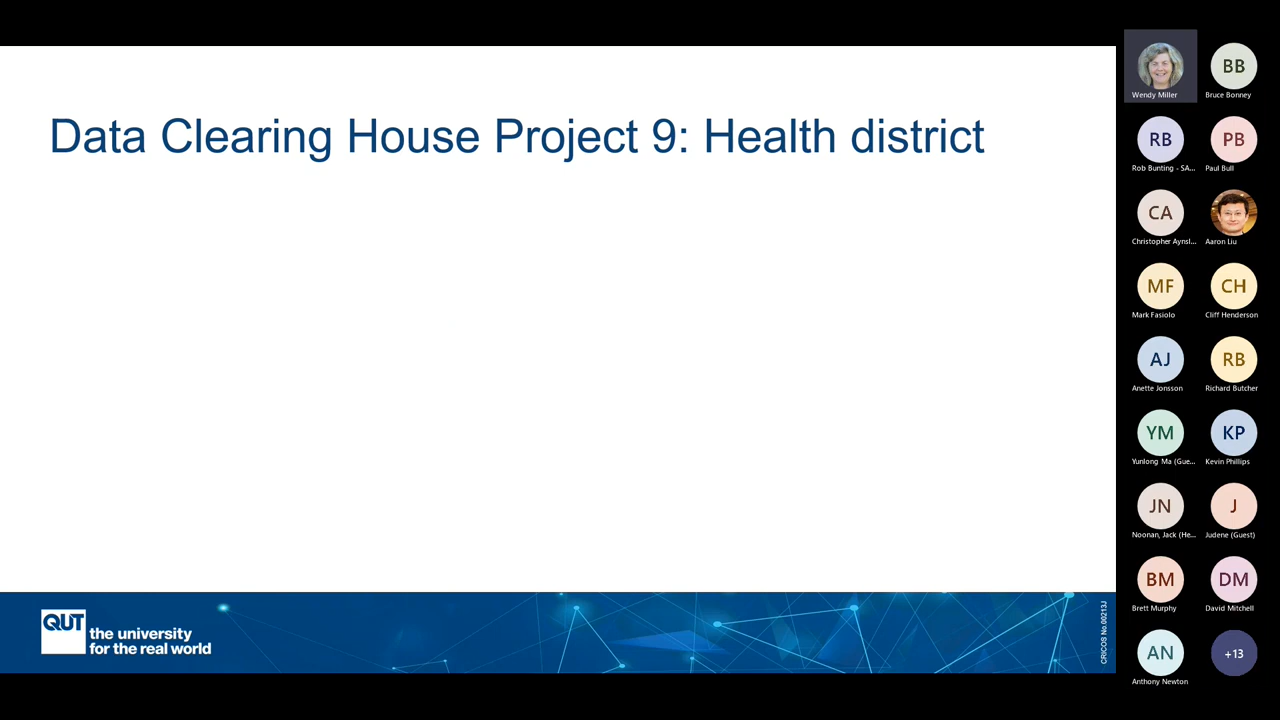 Data Clearing House Project 9: Health district
QUT
the university
for the real world
CRICOS No.00213J
Wendy Miller
BB
Bruce Bonney
RB
Rob Bunting - SA...
PB
Paul Bull
CA
Christopher Aynsl...
Aaron Liu
MF
Mark Fasiolo
CH
Cliff Henderson
AJ
Anette Jonsson
RB
Richard Butcher
YM
Yunlong Ma (Gue...
KP
Kevin Phillips
JN
Noonan, Jack (He...
J
Judene (Guest)
BM
Brett Murphy
DM
David Mitchell
AN
Anthony Newton
+13